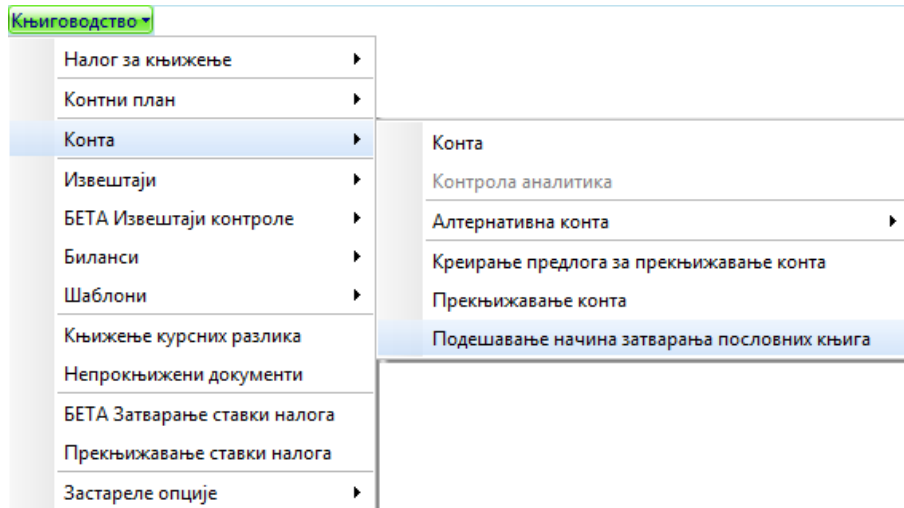 Књиговодство
Налог за књижење
Контни план
Конта
Извештаји
БЕТА Извештаји контроле
Биланси
Шаблони
Књижење курсних разлика
Непрокњижени документи
БЕТА Затварање ставки налога
Прекњижавање ставки налога
Застареле опције
Конта
Контрола аналитика
Алтернативна конта
Креирање предлога за прекњижавање конта
Прекњижавање конта
Подешавање начина затварања пословних књига